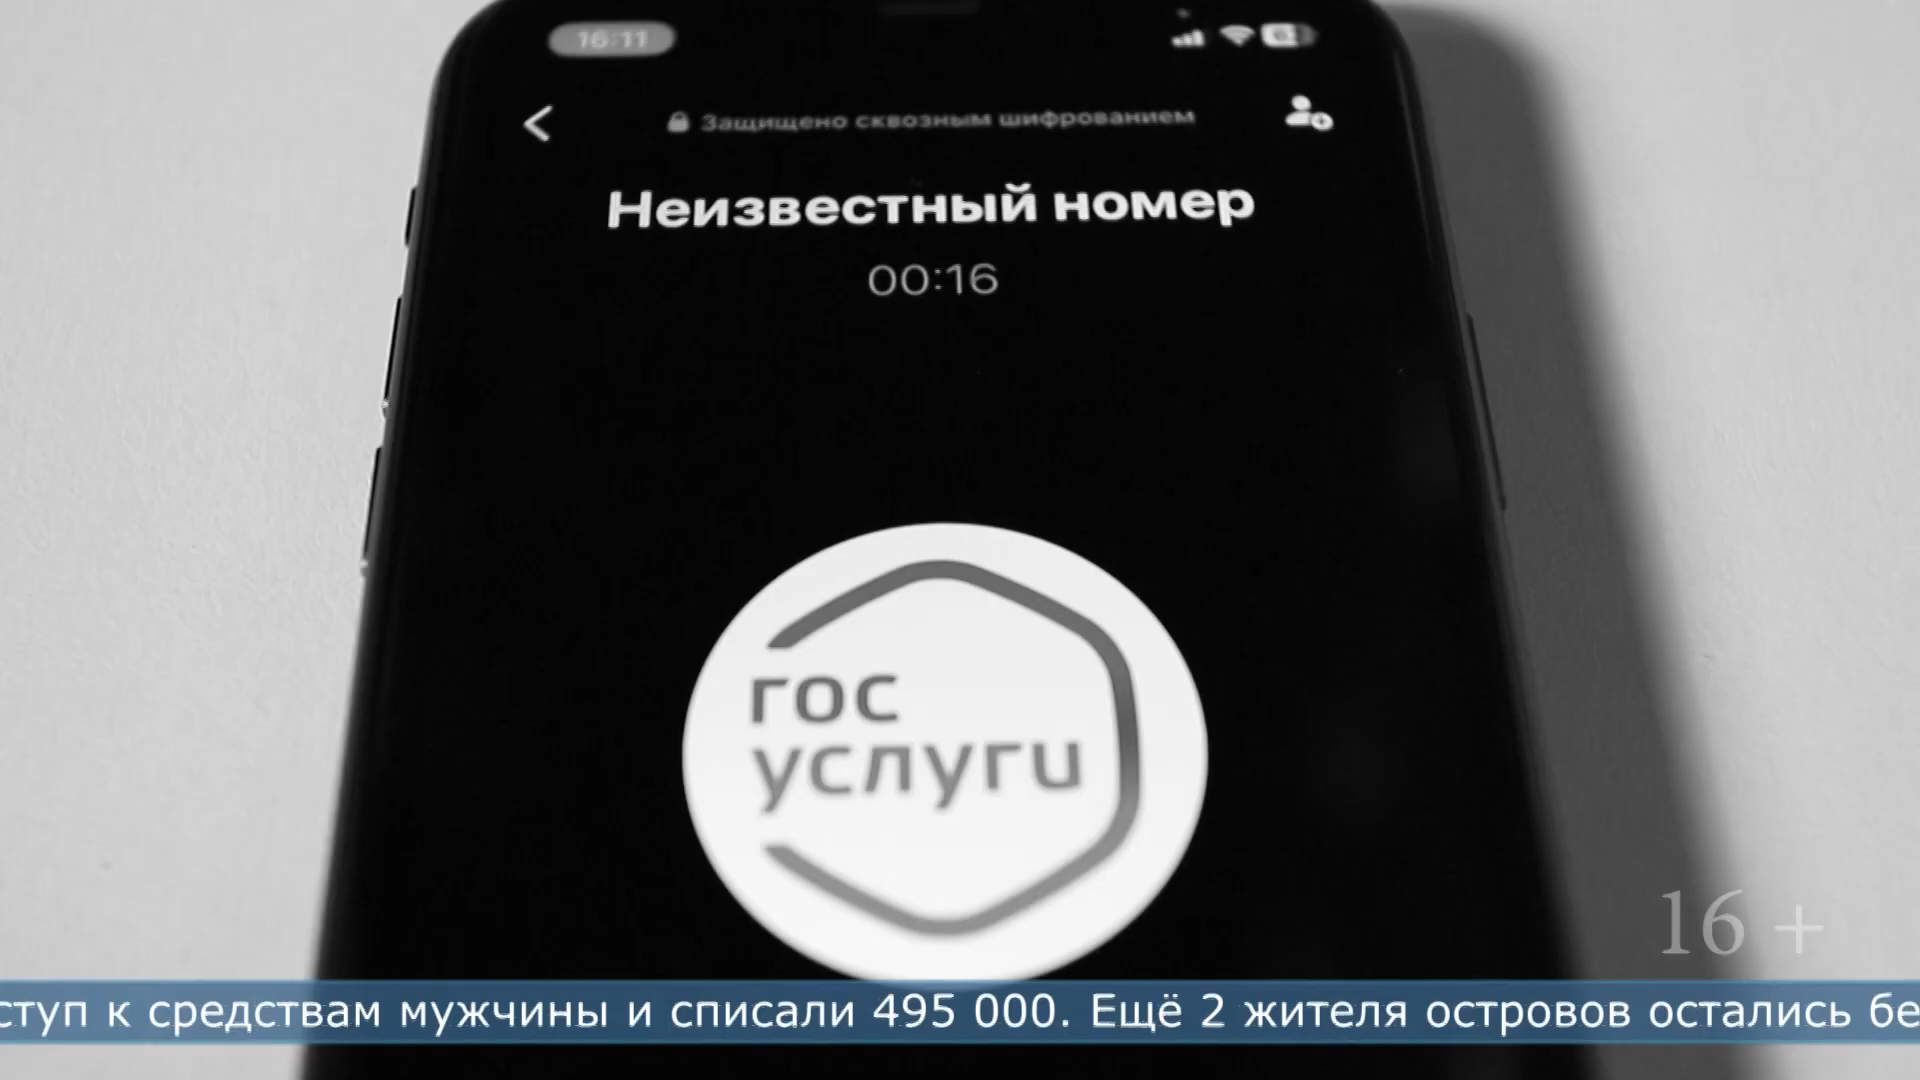 16:11
Защищено сквозным шифрованием
Неизвестный номер
00:16
гос
услуги
16 +
ступ к средствам мужчины и списали 495 000. Ещё 2 жителя островов остались бе